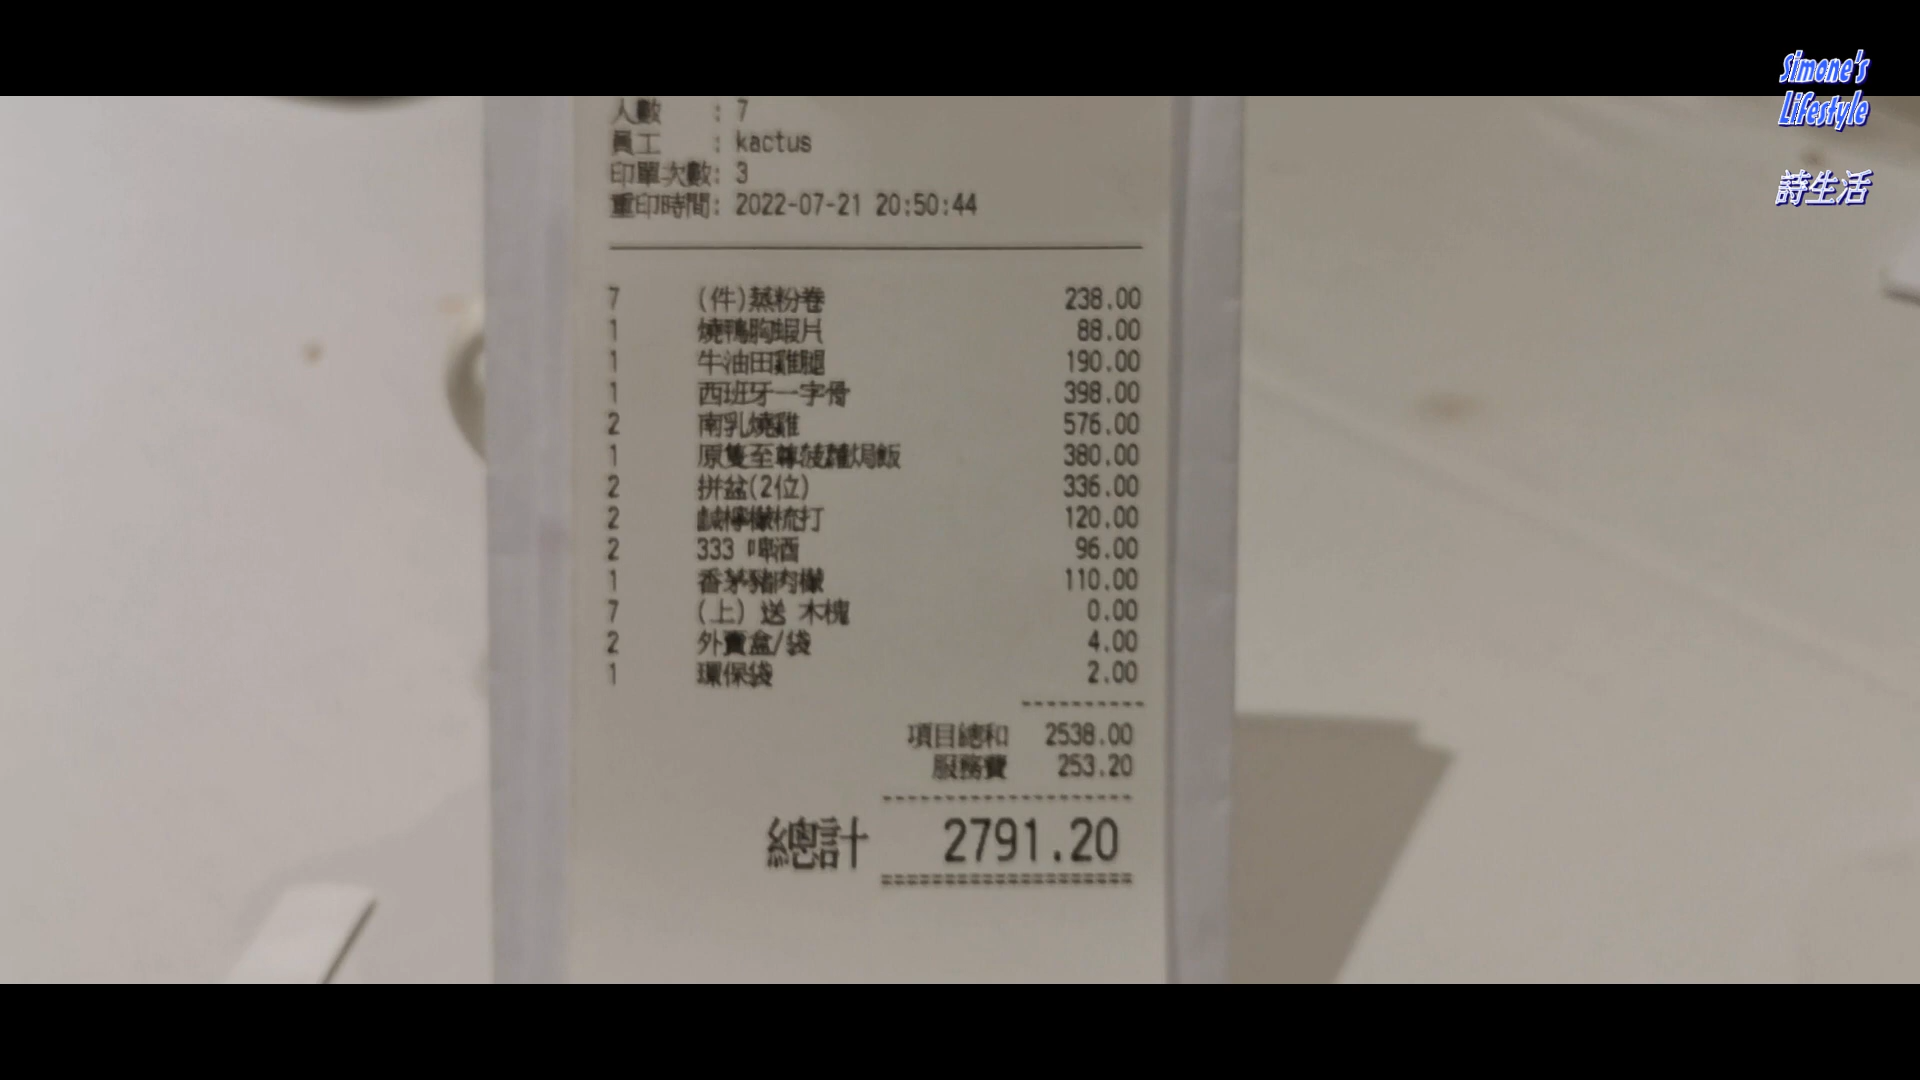 Simone's
Lifestyle
詩生活
人數 : 7
員工 : kactus
印單次數: 3
重印時間: 2022-07-21 20:50:44
7 (件)蒸粉卷 238.00
1 燒鴨胸蝦片 88.00
1 牛油田雞腿 190.00
1 西班牙一字骨 398.00
2 南乳燒雞 576.00
1 原隻至尊菠蘿焗飯 380.00
2 拼盆(2位) 336.00
2 鹹檸檬梳打 120.00
2 333 啤酒 96.00
1 香茅豬肉欖 110.00
7 (上) 送 木槐 0.00
2 外賣盒/袋 4.00
1 環保袋 2.00
項目總和 2538.00
服務費 253.20
總計 2791.20